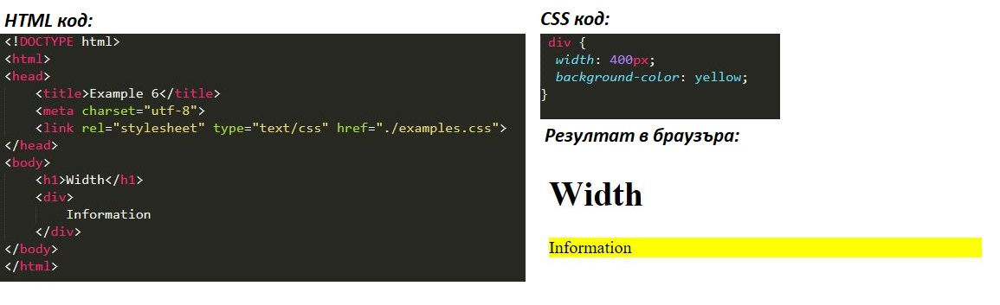 HTML код:
<!DOCTYPE html>
<html>
<head>
    <title>Example 6</title>
    <meta charset="utf-8">
    <link rel="stylesheet" type="text/css" href="./examples.css">
</head>
<body>
    <h1>Width</h1>
    <div>
        Information
    </div>
</body>
</html>
CSS код:
div {
  width: 400px;
  background-color: yellow;
}
Резултат в браузъра:
Width
Information